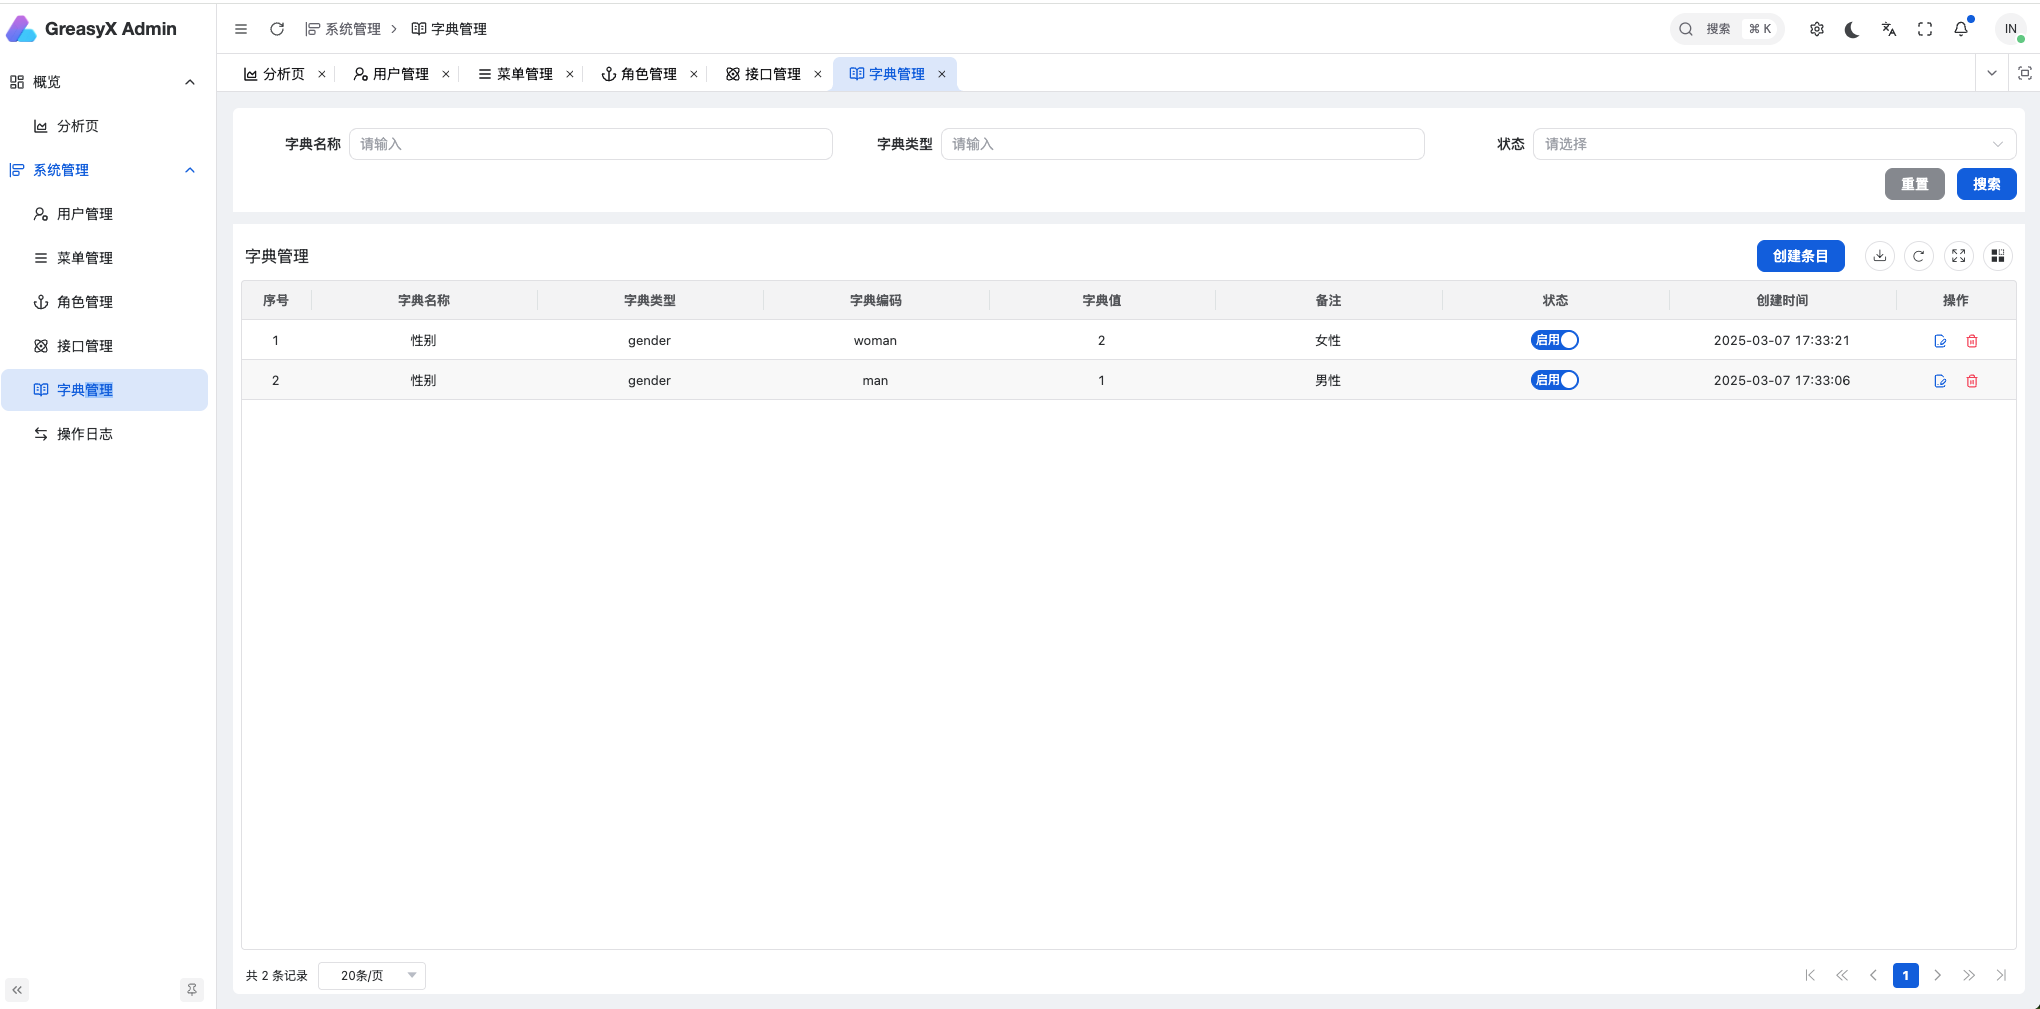 GreasyX Admin
系统管理 > 字典管理
搜索 ⌘ K
IN
概览
分析页
系统管理
用户管理
菜单管理
角色管理
接口管理
字典管理
操作日志
分析页 × 用户管理 × 菜单管理 × 角色管理 × 接口管理 × 字典管理 ×
字典名称 请输入 字典类型 请输入 状态 请选择
重置 搜索
字典管理 创建条目
序号 字典名称 字典类型 字典编码 字典值 备注 状态 创建时间 操作
1 性别 gender woman 2 女性 启用 2025-03-07 17:33:21
2 性别 gender man 1 男性 启用 2025-03-07 17:33:06
共 2 条记录 20条/页 1